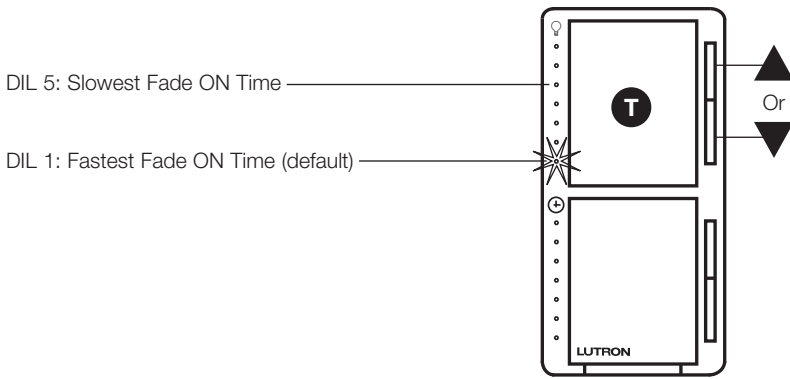 DIL 5: Slowest Fade ON Time
T
Or
DIL 1: Fastest Fade ON Time (default)
LUTRON